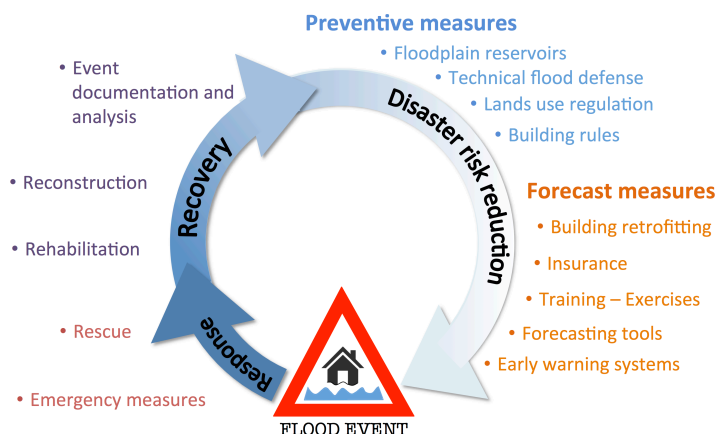 Preventive measures
• Floodplain reservoirs
• Technical flood defense
• Lands use regulation
• Building rules
Disaster risk reduction
Forecast measures
• Building retrofitting
• Insurance
• Training – Exercises
• Forecasting tools
• Early warning systems
FLOOD EVENT
Response
• Emergency measures
• Rescue
Recovery
• Rehabilitation
• Reconstruction
• Event
documentation and
analysis